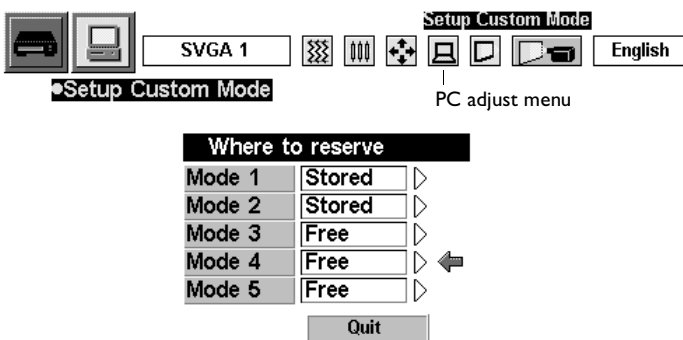 Setup Custom Mode
SVGA 1 English
●Setup Custom Mode
PC adjust menu
Where to reserve
Mode 1 Stored
Mode 2 Stored
Mode 3 Free
Mode 4 Free
Mode 5 Free
Quit